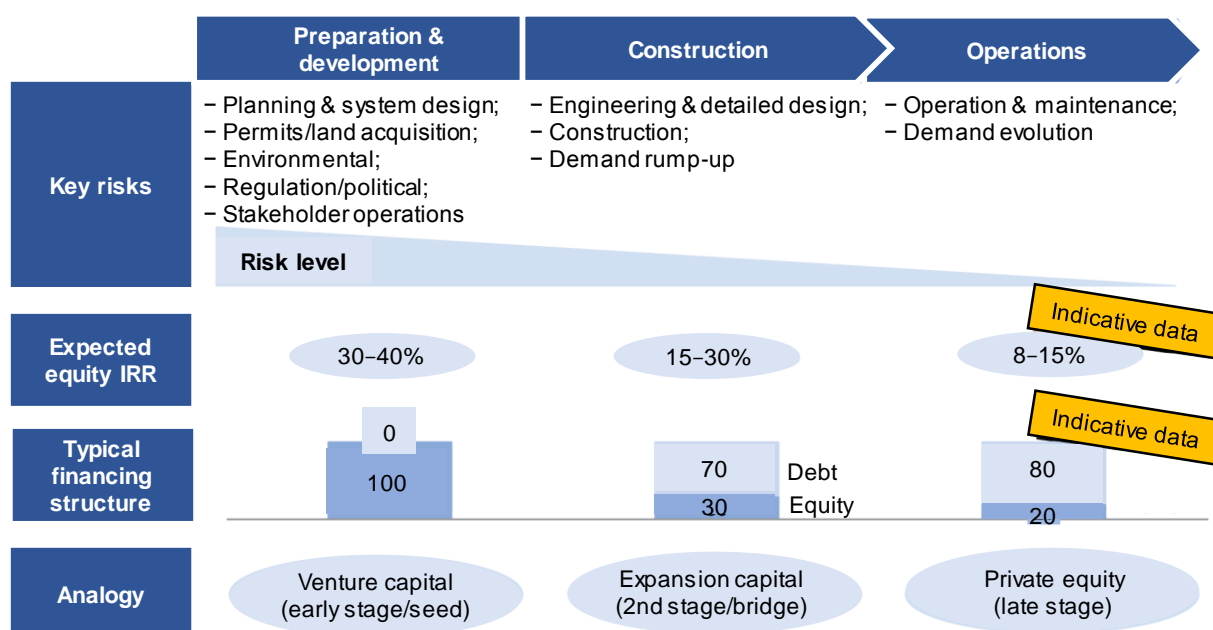 Preparation &
development
Construction
Operations
Key risks
− Planning & system design;
− Permits/land acquisition;
− Environmental;
− Regulation/political;
− Stakeholder operations
− Engineering & detailed design;
− Construction;
− Demand rump-up
− Operation & maintenance;
− Demand evolution
Risk level
Indicative data
Expected
equity IRR
30–40%
15–30%
8–15%
Indicative data
Typical
financing
structure
0
100
70
Debt
30
Equity
80
20
Analogy
Venture capital
(early stage/seed)
Expansion capital
(2nd stage/bridge)
Private equity
(late stage)